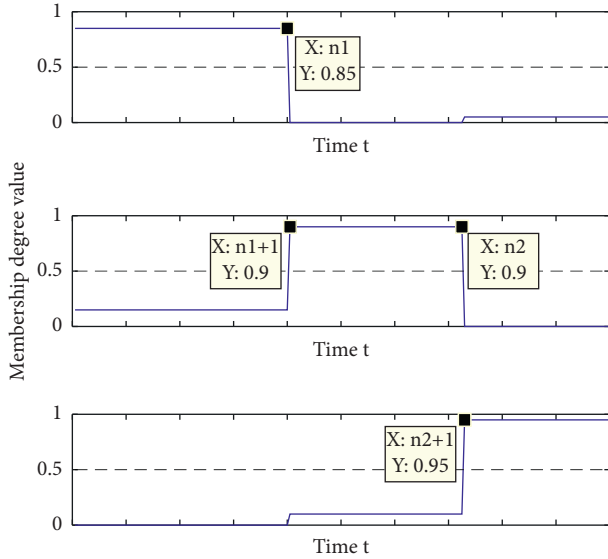 1
X: n1
Y: 0.85
0.5
0
Time t
Membership degree value
1
X: n1+1
Y: 0.9
X: n2
Y: 0.9
0.5
0
Time t
1
X: n2+1
Y: 0.95
0.5
0
Time t